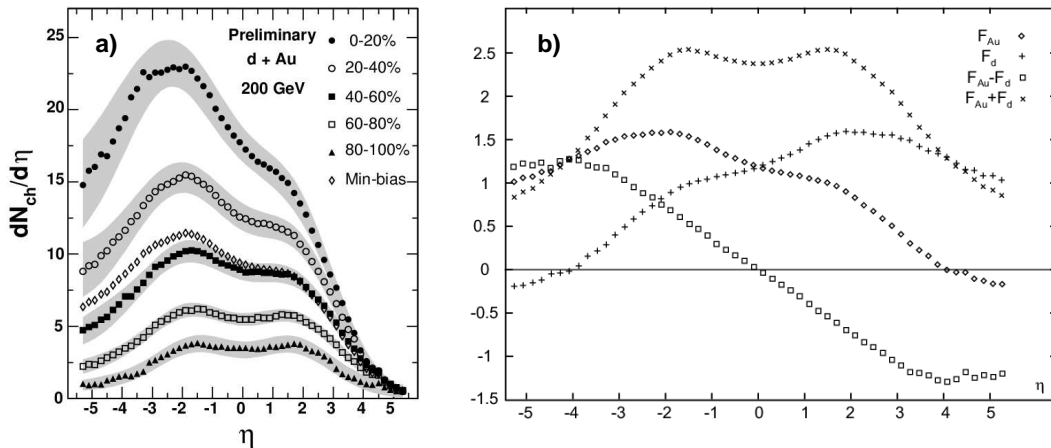 a)
Preliminary
d + Au
200 GeV
0-20%
20-40%
40-60%
60-80%
80-100%
Min-bias
dN_ch/dη
25
20
15
10
5
0
-5 -4 -3 -2 -1 0 1 2 3 4 5
η
b)
F_Au
F_d
F_Au-F_d
F_Au+F_d
3
2.5
2
1.5
1
0.5
0
-0.5
-1
-1.5
-5 -4 -3 -2 -1 0 1 2 3 4 5
η